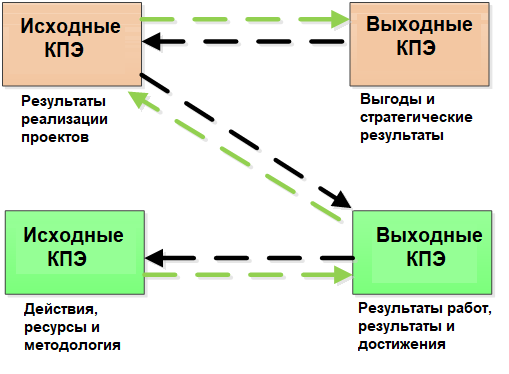 Исходные
КПЭ
Выходные
КПЭ
Результаты
реализации
проектов
Выгоды и
стратегические
результаты
Исходные
КПЭ
Выходные
КПЭ
Действия,
ресурсы и
методология
Результаты работ,
результаты и
достижения